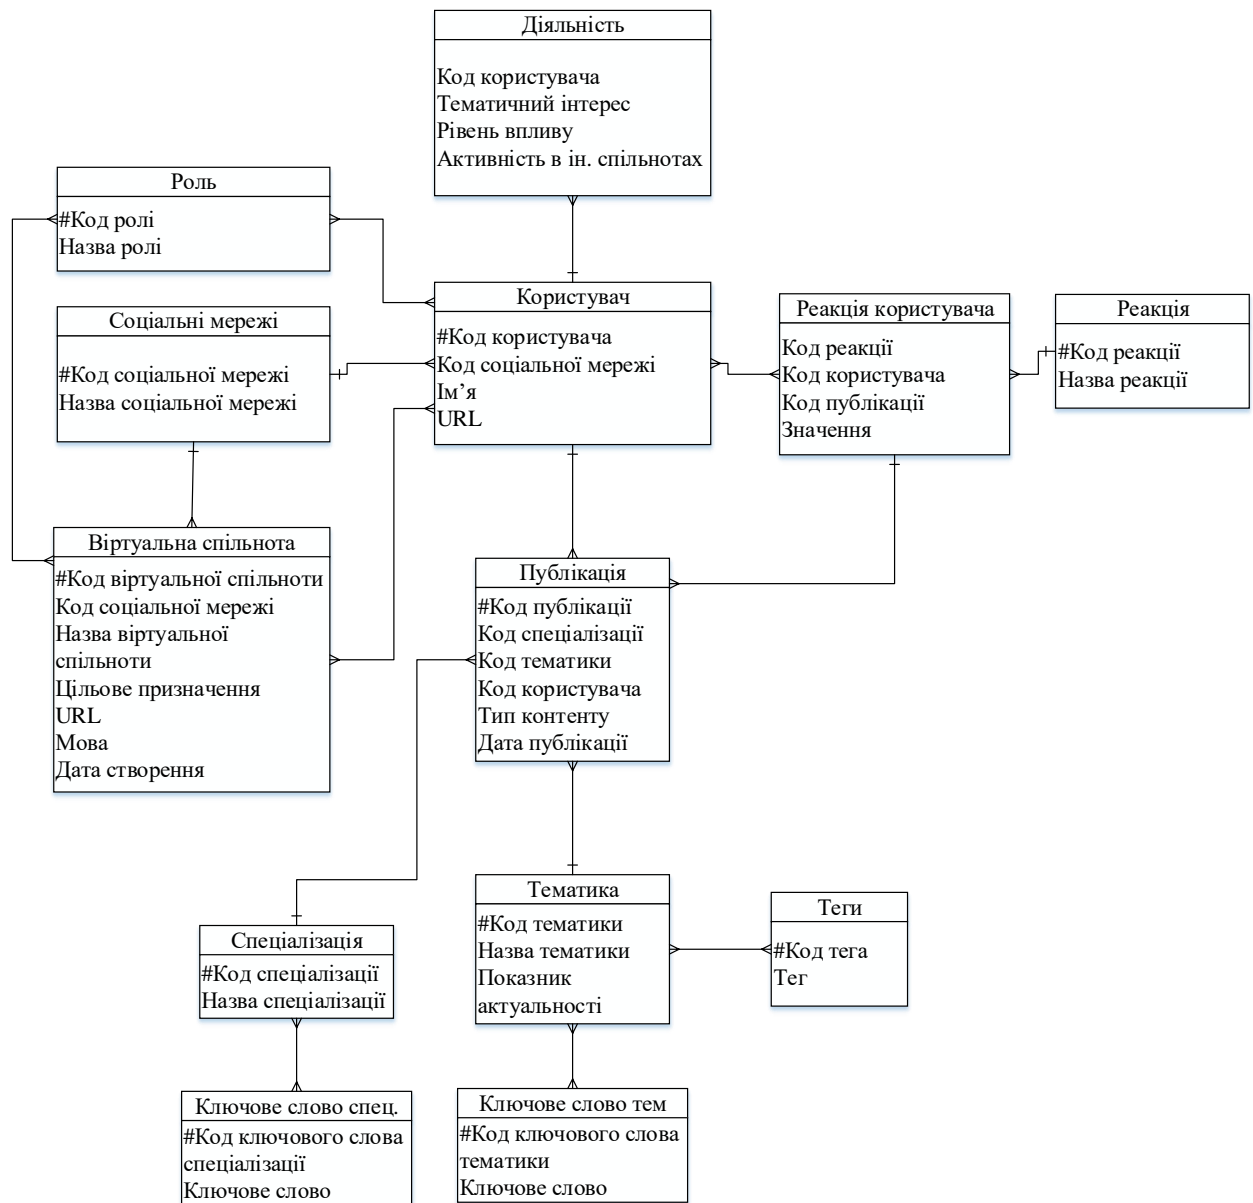 Діяльність
Код користувача
Тематичний інтерес
Рівень впливу
Активність в ін. спільнотах
Роль
#Код ролі
Назва ролі
Соціальні мережі
#Код соціальної мережі
Назва соціальної мережі
Користувач
#Код користувача
Код соціальної мережі
Ім’я
URL
Реакція користувача
Код реакції
Код користувача
Код публікації
Значення
Реакція
#Код реакції
Назва реакції
Віртуальна спільнота
#Код віртуальної спільноти
Код соціальної мережі
Назва віртуальної
спільноти
Цільове призначення
URL
Мова
Дата створення
Публікація
#Код публікації
Код спеціалізації
Код тематики
Код користувача
Тип контенту
Дата публікації
Спеціалізація
#Код спеціалізації
Назва спеціалізації
Тематика
#Код тематики
Назва тематики
Показник
актуальності
Теги
#Код тега
Тег
Ключове слово спец.
#Код ключового слова
спеціалізації
Ключове слово
Ключове слово тем
#Код ключового слова
тематики
Ключове слово